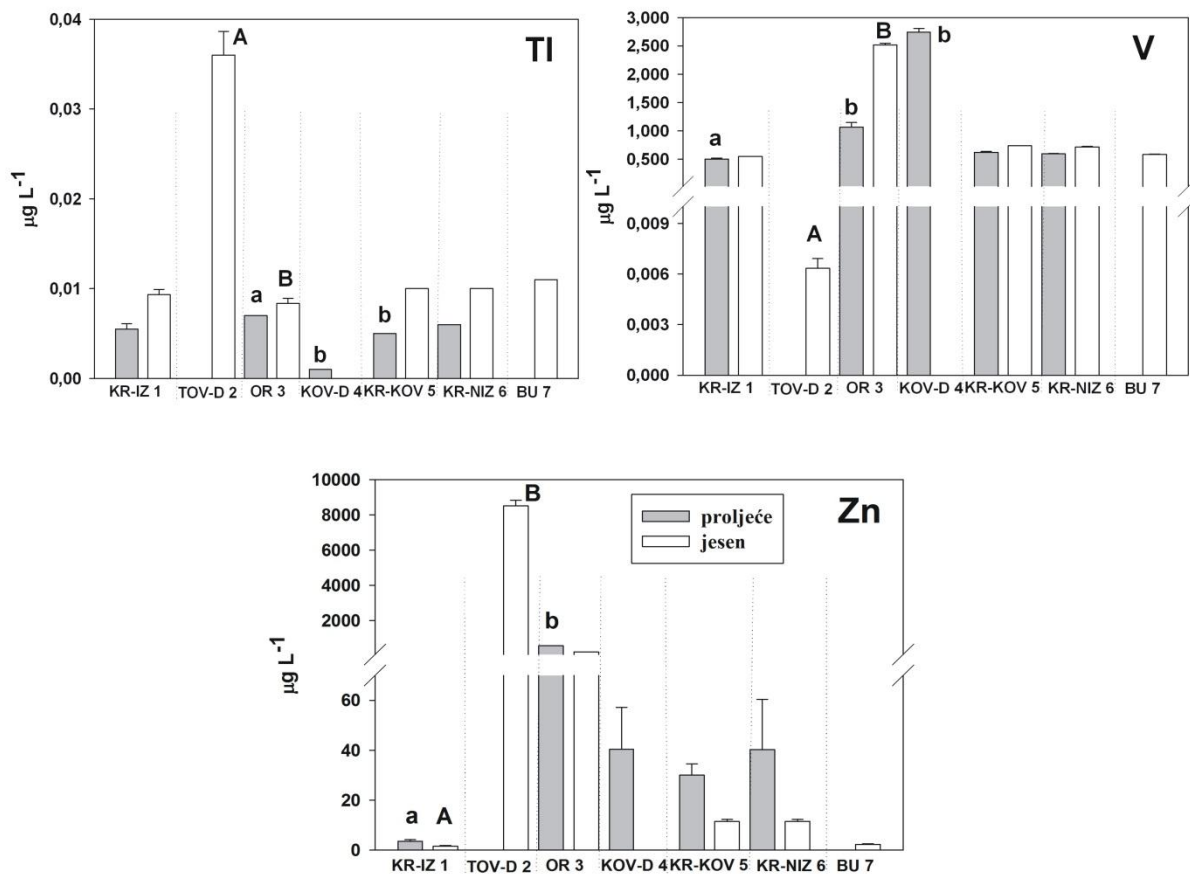 Tl
μg L-1
0,04
0,03
0,02
0,01
0,00
A
a
B
b
b
KR-IZ 1 TOV-D 2 OR 3 KOV-D 4 KR-KOV 5 KR-NIZ 6 BU 7
V
μg L-1
3,000
2,500
2,000
1,500
1,000
0,500
0,009
0,006
0,003
0,000
a
A
b
B
b
KR-IZ 1 TOV-D 2 OR 3 KOV-D 4 KR-KOV 5 KR-NIZ 6 BU 7
Zn
μg L-1
10000
8000
6000
4000
2000
60
40
20
0
proljeće
jesen
a
A
B
b
KR-IZ 1 TOV-D 2 OR 3 KOV-D 4 KR-KOV 5 KR-NIZ 6 BU 7